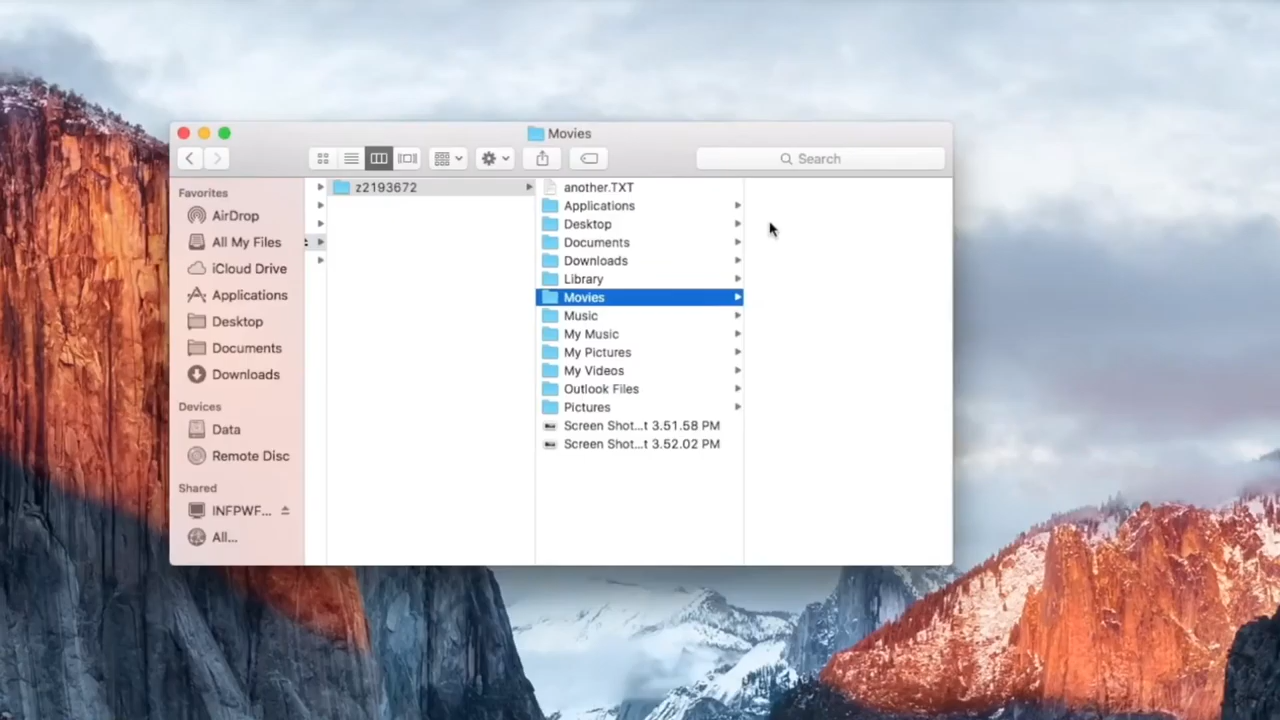 Movies
Search
Favorites
AirDrop
All My Files
iCloud Drive
Applications
Desktop
Documents
Downloads
Devices
Data
Remote Disc
Shared
INFPWF...
All...
z2193672
another.TXT
Applications
Desktop
Documents
Downloads
Library
Movies
Music
My Music
My Pictures
My Videos
Outlook Files
Pictures
Screen Shot...t 3.51.58 PM
Screen Shot...t 3.52.02 PM